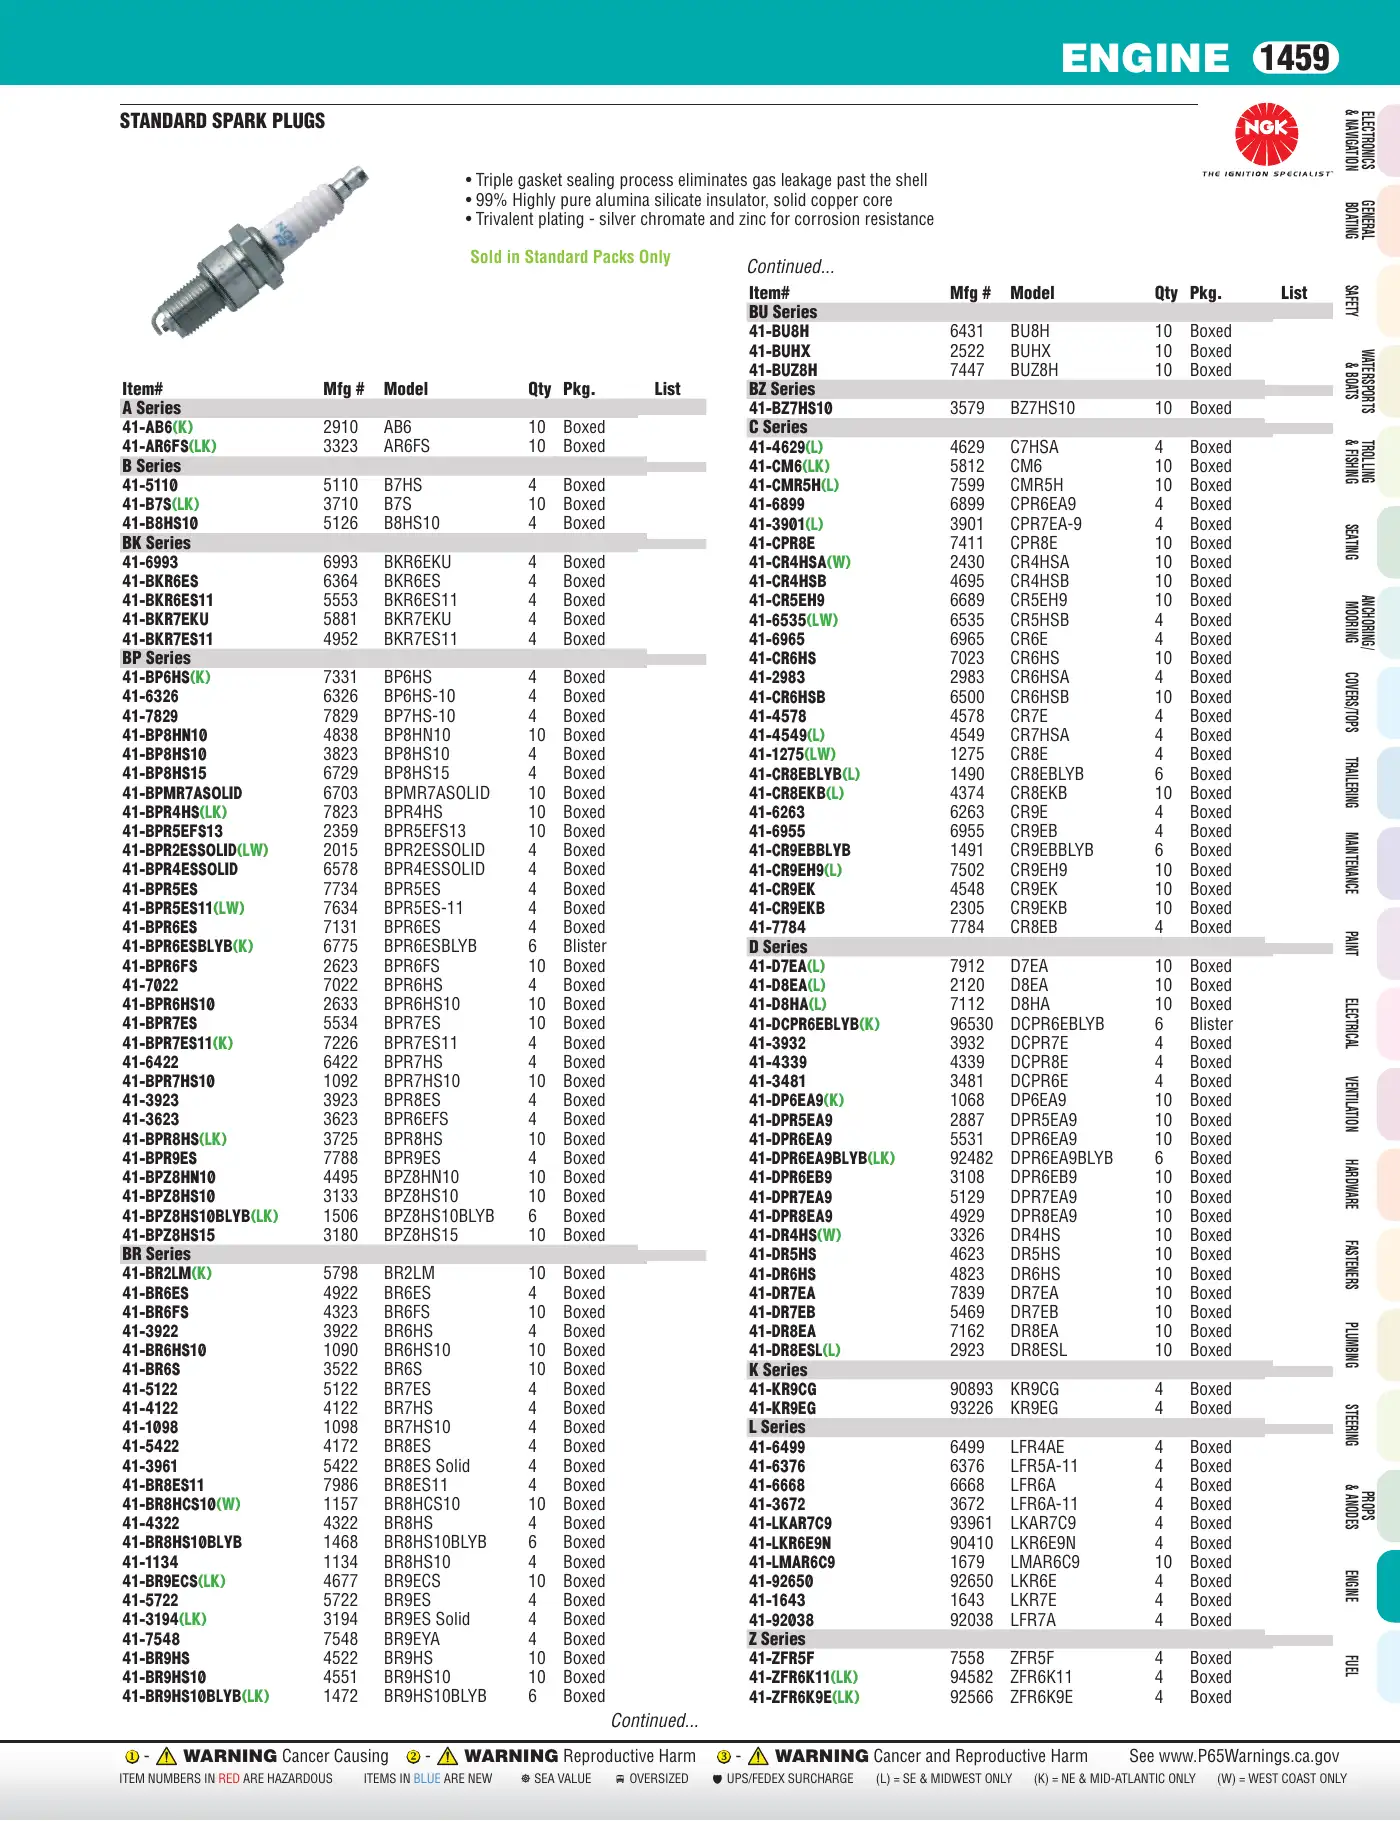 ENGINE 1459
STANDARD SPARK PLUGS
NGK
THE IGNITION SPECIALIST
NGK
R
• Triple gasket sealing process eliminates gas leakage past the shell
• 99% Highly pure alumina silicate insulator, solid copper core
• Trivalent plating - silver chromate and zinc for corrosion resistance
Sold in Standard Packs Only
Item# Mfg # Model Qty Pkg. List
A Series
41-AB6(K) 2910 AB6 10 Boxed
41-AR6FS(LK) 3323 AR6FS 10 Boxed
B Series
41-5110 5110 B7HS 4 Boxed
41-B7S(LK) 3710 B7S 10 Boxed
41-B8HS10 5126 B8HS10 4 Boxed
BK Series
41-6993 6993 BKR6EKU 4 Boxed
41-BKR6ES 6364 BKR6ES 4 Boxed
41-BKR6ES11 5553 BKR6ES11 4 Boxed
41-BKR7EKU 5881 BKR7EKU 4 Boxed
41-BKR7ES11 4952 BKR7ES11 4 Boxed
BP Series
41-BP6HS(K) 7331 BP6HS 4 Boxed
41-6326 6326 BP6HS-10 4 Boxed
41-7829 7829 BP7HS-10 4 Boxed
41-BP8HN10 4838 BP8HN10 10 Boxed
41-BP8HS10 3823 BP8HS10 4 Boxed
41-BP8HS15 6729 BP8HS15 4 Boxed
41-BPMR7ASOLID 6703 BPMR7ASOLID 10 Boxed
41-BPR4HS(LK) 7823 BPR4HS 10 Boxed
41-BPR5EFS13 2359 BPR5EFS13 10 Boxed
41-BPR2ESSOLID(LW) 2015 BPR2ESSOLID 4 Boxed
41-BPR4ESSOLID 6578 BPR4ESSOLID 4 Boxed
41-BPR5ES 7734 BPR5ES 4 Boxed
41-BPR5ES11(LW) 7634 BPR5ES-11 4 Boxed
41-BPR6ES 7131 BPR6ES 4 Boxed
41-BPR6ESBLYB(K) 6775 BPR6ESBLYB 6 Blister
41-BPR6FS 2623 BPR6FS 10 Boxed
41-7022 7022 BPR6HS 4 Boxed
41-BPR6HS10 2633 BPR6HS10 10 Boxed
41-BPR7ES 5534 BPR7ES 10 Boxed
41-BPR7ES11(K) 7226 BPR7ES11 4 Boxed
41-6422 6422 BPR7HS 4 Boxed
41-BPR7HS10 1092 BPR7HS10 10 Boxed
41-3923 3923 BPR8ES 4 Boxed
41-3623 3623 BPR6EFS 4 Boxed
41-BPR8HS(LK) 3725 BPR8HS 10 Boxed
41-BPR9ES 7788 BPR9ES 4 Boxed
41-BPZ8HN10 4495 BPZ8HN10 10 Boxed
41-BPZ8HS10 3133 BPZ8HS10 10 Boxed
41-BPZ8HS10BLYB(LK) 1506 BPZ8HS10BLYB 6 Boxed
41-BPZ8HS15 3180 BPZ8HS15 10 Boxed
BR Series
41-BR2LM(K) 5798 BR2LM 10 Boxed
41-BR6ES 4922 BR6ES 4 Boxed
41-BR6FS 4323 BR6FS 10 Boxed
41-3922 3922 BR6HS 4 Boxed
41-BR6HS10 1090 BR6HS10 10 Boxed
41-BR6S 3522 BR6S 10 Boxed
41-5122 5122 BR7ES 4 Boxed
41-4122 4122 BR7HS 4 Boxed
41-1098 1098 BR7HS10 4 Boxed
41-5422 4172 BR8ES 4 Boxed
41-3961 5422 BR8ES Solid 4 Boxed
41-BR8ES11 7986 BR8ES11 4 Boxed
41-BR8HCS10(W) 1157 BR8HCS10 10 Boxed
41-4322 4322 BR8HS 4 Boxed
41-BR8HS10BLYB 1468 BR8HS10BLYB 6 Boxed
41-1134 1134 BR8HS10 4 Boxed
41-BR9ECS(LK) 4677 BR9ECS 10 Boxed
41-5722 5722 BR9ES 4 Boxed
41-3194(LK) 3194 BR9ES Solid 4 Boxed
41-7548 7548 BR9EYA 4 Boxed
41-BR9HS 4522 BR9HS 10 Boxed
41-BR9HS10 4551 BR9HS10 10 Boxed
41-BR9HS10BLYB(LK) 1472 BR9HS10BLYB 6 Boxed
Continued...
Continued...
Item# Mfg # Model Qty Pkg. List
BU Series
41-BU8H 6431 BU8H 10 Boxed
41-BUHX 2522 BUHX 10 Boxed
41-BUZ8H 7447 BUZ8H 10 Boxed
BZ Series
41-BZ7HS10 3579 BZ7HS10 10 Boxed
C Series
41-4629(L) 4629 C7HSA 4 Boxed
41-CM6(LK) 5812 CM6 10 Boxed
41-CMR5H(L) 7599 CMR5H 10 Boxed
41-6899 6899 CPR6EA9 4 Boxed
41-3901(L) 3901 CPR7EA-9 4 Boxed
41-CPR8E 7411 CPR8E 10 Boxed
41-CR4HSA(W) 2430 CR4HSA 10 Boxed
41-CR4HSB 4695 CR4HSB 10 Boxed
41-CR5EH9 6689 CR5EH9 10 Boxed
41-6535(LW) 6535 CR5HSB 4 Boxed
41-6965 6965 CR6E 4 Boxed
41-CR6HS 7023 CR6HS 10 Boxed
41-2983 2983 CR6HSA 4 Boxed
41-CR6HSB 6500 CR6HSB 10 Boxed
41-4578 4578 CR7E 4 Boxed
41-4549(L) 4549 CR7HSA 4 Boxed
41-1275(LW) 1275 CR8E 4 Boxed
41-CR8EBLYB(L) 1490 CR8EBLYB 6 Boxed
41-CR8EKB(L) 4374 CR8EKB 10 Boxed
41-6263 6263 CR9E 4 Boxed
41-6955 6955 CR9EB 4 Boxed
41-CR9EBBLYB 1491 CR9EBBLYB 6 Boxed
41-CR9EH9(L) 7502 CR9EH9 10 Boxed
41-CR9EK 4548 CR9EK 10 Boxed
41-CR9EKB 2305 CR9EKB 10 Boxed
41-7784 7784 CR8EB 4 Boxed
D Series
41-D7EA(L) 7912 D7EA 10 Boxed
41-D8EA(L) 2120 D8EA 10 Boxed
41-D8HA(L) 7112 D8HA 10 Boxed
41-DCPR6EBLYB(K) 96530 DCPR6EBLYB 6 Blister
41-3932 3932 DCPR7E 4 Boxed
41-4339 4339 DCPR8E 4 Boxed
41-3481 3481 DCPR6E 4 Boxed
41-DP6EA9(K) 1068 DP6EA9 10 Boxed
41-DPR5EA9 2887 DPR5EA9 10 Boxed
41-DPR6EA9 5531 DPR6EA9 10 Boxed
41-DPR6EA9BLYB(LK) 92482 DPR6EA9BLYB 6 Boxed
41-DPR6EB9 3108 DPR6EB9 10 Boxed
41-DPR7EA9 5129 DPR7EA9 10 Boxed
41-DPR8EA9 4929 DPR8EA9 10 Boxed
41-DR4HS(W) 3326 DR4HS 10 Boxed
41-DR5HS 4623 DR5HS 10 Boxed
41-DR6HS 4823 DR6HS 10 Boxed
41-DR7EA 7839 DR7EA 10 Boxed
41-DR7EB 5469 DR7EB 10 Boxed
41-DR8EA 7162 DR8EA 10 Boxed
41-DR8ESL(L) 2923 DR8ESL 10 Boxed
K Series
41-KR9CG 90893 KR9CG 4 Boxed
41-KR9EG 93226 KR9EG 4 Boxed
L Series
41-6499 6499 LFR4AE 4 Boxed
41-6376 6376 LFR5A-11 4 Boxed
41-6668 6668 LFR6A 4 Boxed
41-3672 3672 LFR6A-11 4 Boxed
41-LKAR7C9 93961 LKAR7C9 4 Boxed
41-LKR6E9N 90410 LKR6E9N 4 Boxed
41-LMAR6C9 1679 LMAR6C9 10 Boxed
41-92650 92650 LKR6E 4 Boxed
41-1643 1643 LKR7E 4 Boxed
41-92038 92038 LFR7A 4 Boxed
Z Series
41-ZFR5F 7558 ZFR5F 4 Boxed
41-ZFR6K11(LK) 94582 ZFR6K11 4 Boxed
41-ZFR6K9E(LK) 92566 ZFR6K9E 4 Boxed
ELECTRONICS
& NAVIGATION
GENERAL
BOATING
SAFETY
WATERSPORTS
& BOATS
TROLLING
& FISHING
SEATING
ANCHORING/
MOORING
COVERS/TOPS
TRAILERING
MAINTENANCE
PAINT
ELECTRICAL
VENTILATION
HARDWARE
FASTENERS
PLUMBING
STEERING
PROPS
& ANODES
ENGINE
FUEL
1 - WARNING Cancer Causing 2 - WARNING Reproductive Harm 3 - WARNING Cancer and Reproductive Harm See www.P65Warnings.ca.gov
ITEM NUMBERS IN RED ARE HAZARDOUS ITEMS IN BLUE ARE NEW SEA VALUE OVERSIZED UPS/FEDEX SURCHARGE (L) = SE & MIDWEST ONLY (K) = NE & MID-ATLANTIC ONLY (W) = WEST COAST ONLY